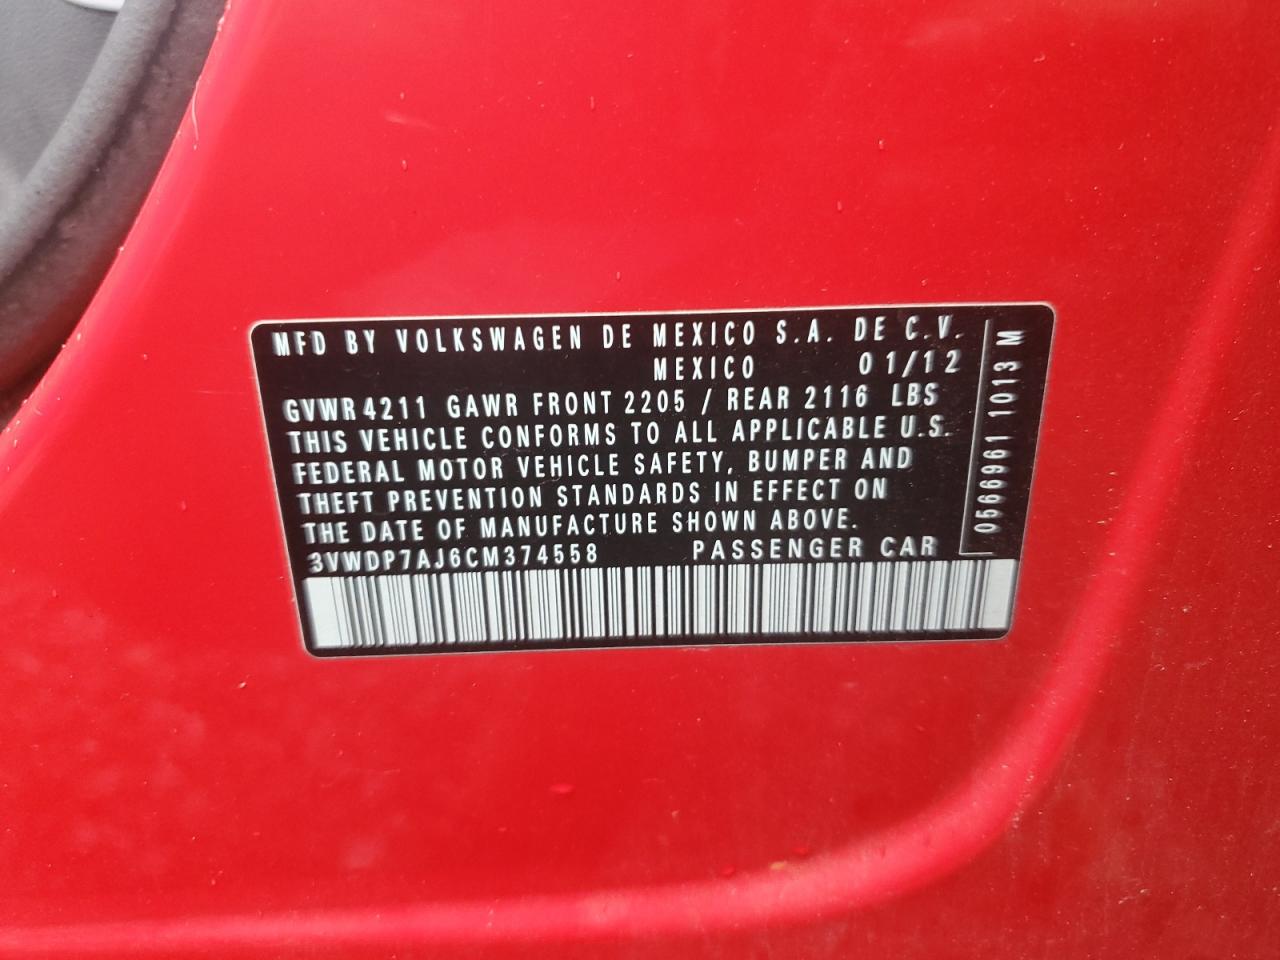 MFD BY VOLKSWAGEN DE MEXICO S.A. DE C.V.
MEXICO 01/12
GVWR 4211 GAWR FRONT 2205 / REAR 2116 LBS
THIS VEHICLE CONFORMS TO ALL APPLICABLE U.S.
FEDERAL MOTOR VEHICLE SAFETY, BUMPER AND
THEFT PREVENTION STANDARDS IN EFFECT ON
THE DATE OF MANUFACTURE SHOWN ABOVE.
3VWDP7AJ6CM374558 PASSENGER CAR
0566961 1013 M